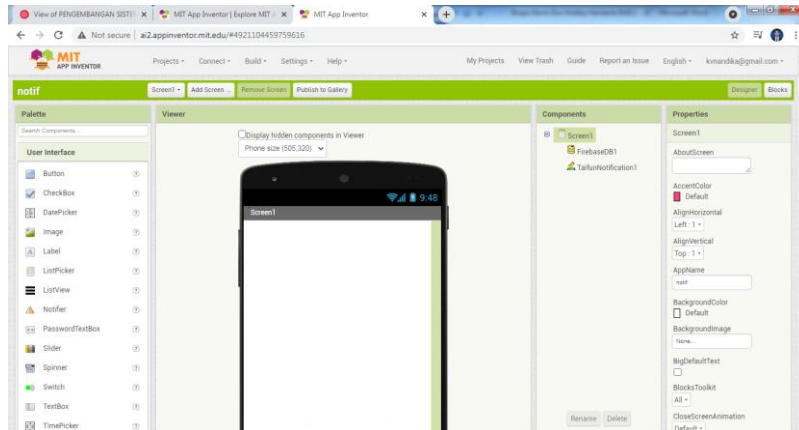 View of PENGEMBANGAN SISTE
MIT App Inventor | Explore MIT A
MIT App Inventor
Not secure | ai2.appinventor.mit.edu/#4921104459759616
MIT
APP INVENTOR
Projects
Connect
Build
Settings
Help
My Projects
View Trash
Guide
Report an Issue
English
kvnandika@gmail.com
notif
Screen1
Add Screen ...
Remove Screen
Publish to Gallery
Designer
Blocks
Palette
Search Components...
User Interface
Button
CheckBox
DatePicker
Image
Label
ListPicker
ListView
Notifier
PasswordTextBox
Slider
Spinner
Switch
TextBox
TimePicker
Viewer
Display hidden components in Viewer
Phone size (505,320)
9:48
Screen1
Components
Screen1
FirebaseDB1
TaifunNotification1
Rename
Delete
Properties
Screen1
AboutScreen
AccentColor
Default
AlignHorizontal
Left : 1
AlignVertical
Top : 1
AppName
notif
BackgroundColor
Default
BackgroundImage
None...
BigDefaultText
BlocksToolkit
All
CloseScreenAnimation
Default